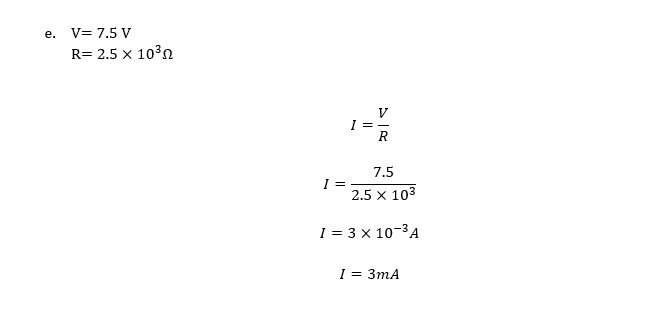 e. V= 7.5 V
R= 2.5 × 10³Ω
I = V/R
I = 7.5/(2.5 × 10³)
I = 3 × 10⁻³A
I = 3mA